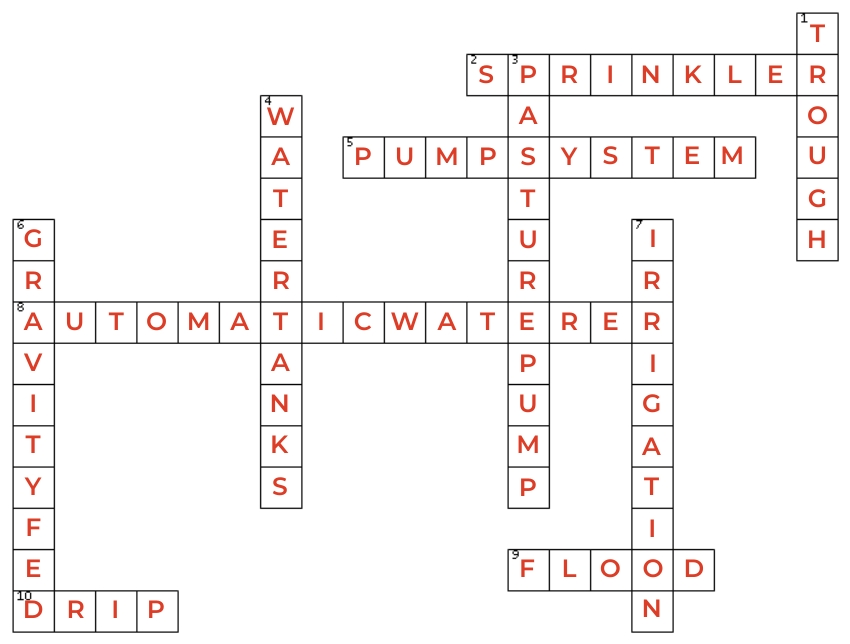 1 TROUGH
2 SPRINKLER
3 PASTUREPUMP
4 WATERTANKS
5 PUMPSYSTEM
6 GRAVITYFED
7 IRRIGATION
8 AUTOMATICWATERER
9 FLOOD
10 DRIP